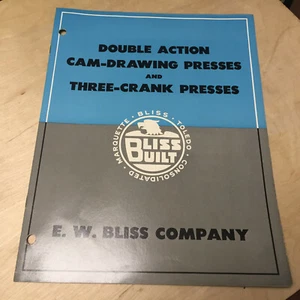 DOUBLE ACTION
CAM-DRAWING PRESSES
AND
THREE-CRANK PRESSES
MARQUETTE · BLISS · TOLEDO · CONSOLIDATED
BLISS
BUILT
E. W. BLISS COMPANY